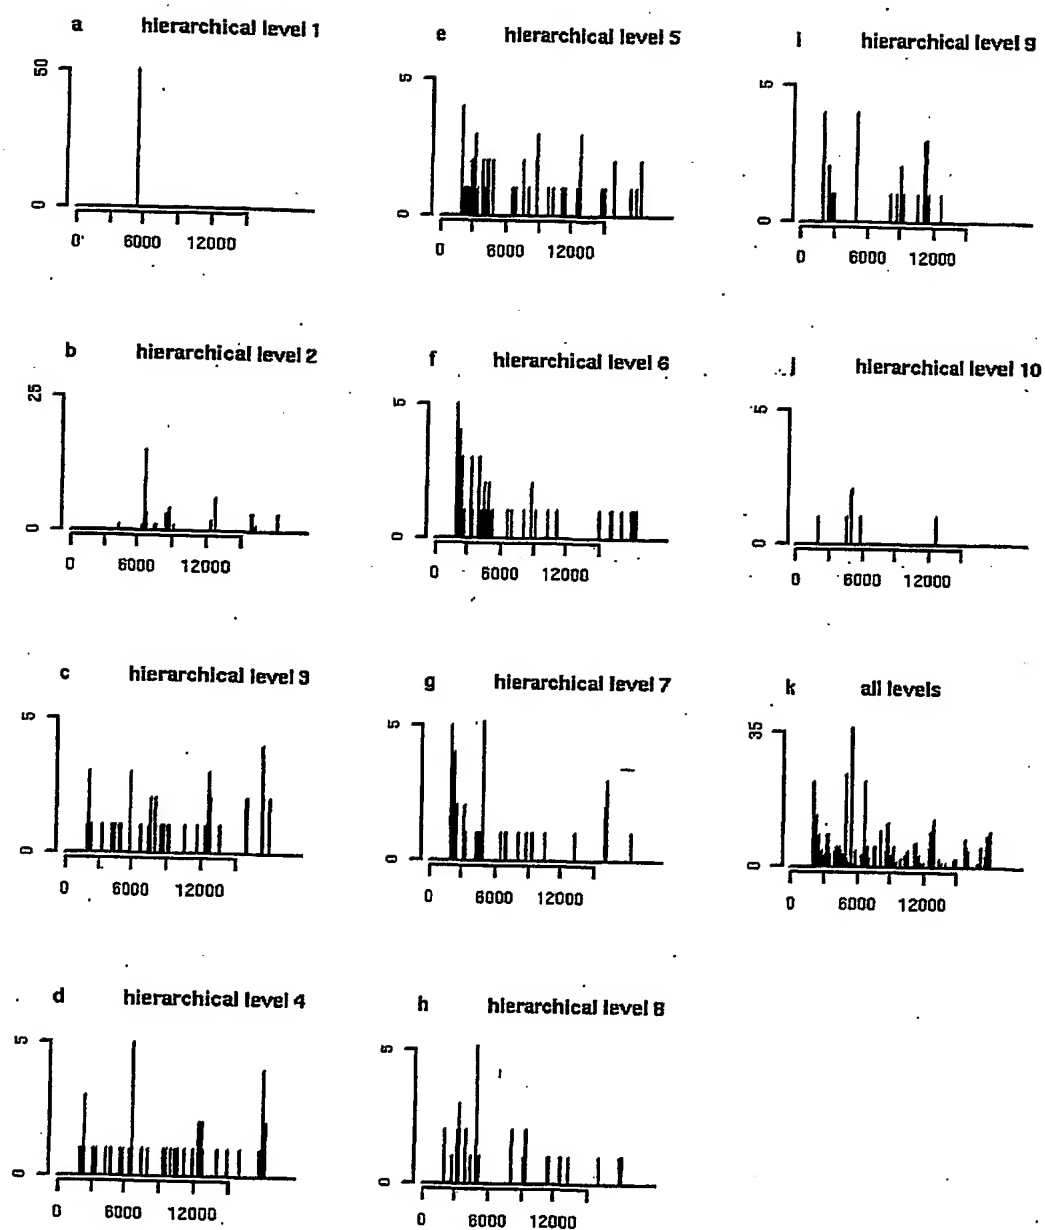 a hierarchical level 1
50
0
0 6000 12000
b hierarchical level 2
25
0
0 6000 12000
c hierarchical level 3
5
0
0 6000 12000
d hierarchical level 4
5
0
0 6000 12000
e hierarchical level 5
5
0
0 6000 12000
f hierarchical level 6
5
0
0 6000 12000
g hierarchical level 7
5
0
0 6000 12000
h hierarchical level 8
5
0
0 6000 12000
i hierarchical level 9
5
0
0 6000 12000
j hierarchical level 10
5
0
0 6000 12000
k all levels
35
0
0 6000 12000